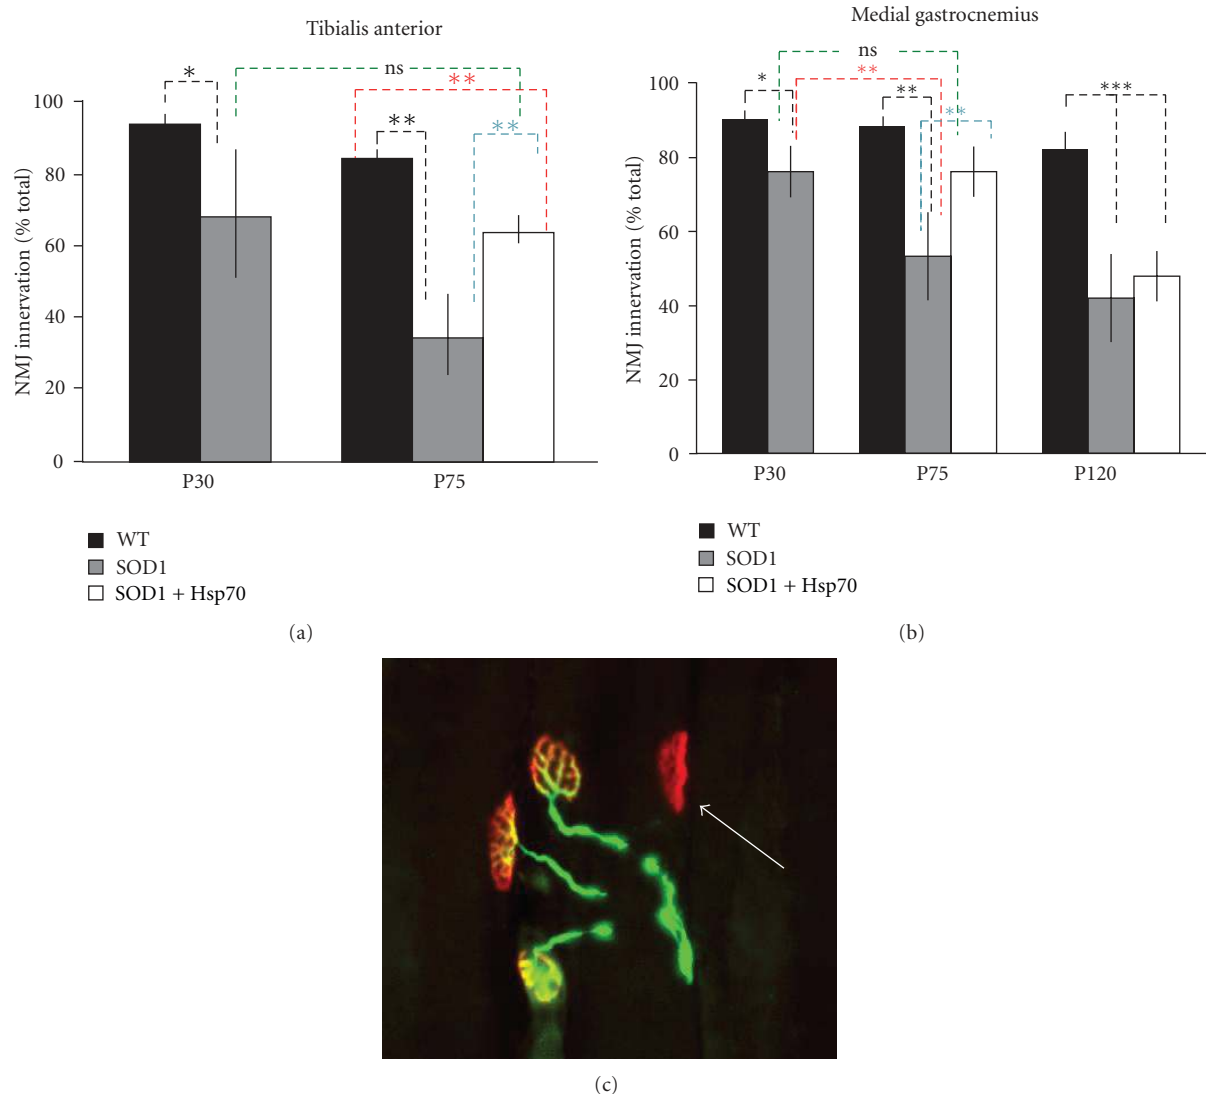 Tibialis anterior
ns
*
**
**
**
100
80
60
40
20
0
NMJ innervation (% total)
P30
P75
WT
SOD1
SOD1 + Hsp70
(a)
Medial gastrocnemius
ns
**
*
**
**
***
100
80
60
40
20
0
NMJ innervation (% total)
P30
P75
P120
WT
SOD1
SOD1 + Hsp70
(b)
(c)